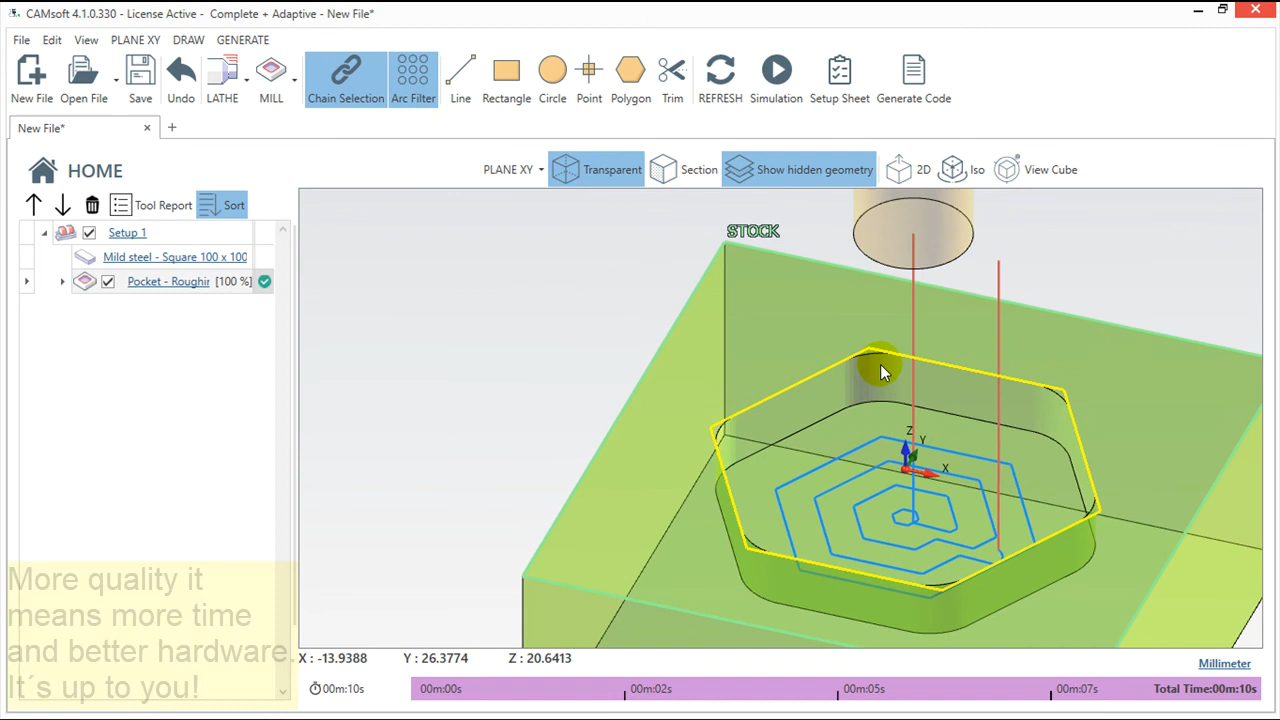 CAMsoft 4.1.0.330 - License Active - Complete + Adaptive - New File*
File Edit View PLANE XY DRAW GENERATE
New File Open File Save Undo LATHE MILL Chain Selection Arc Filter Line Rectangle Circle Point Polygon Trim REFRESH Simulation Setup Sheet Generate Code
New File*
HOME
PLANE XY Transparent Section Show hidden geometry 2D Iso View Cube
Tool Report Sort
Setup 1
Mild steel - Square 100 x 100
Pocket - Roughin [100 %]
STOCK
Z
Y
X
More quality it
means more time
and better hardware.
It´s up to you!
X : -13.9388 Y : 26.3774 Z : 20.6413
Millimeter
00m:10s 00m:00s 00m:02s 00m:05s 00m:07s Total Time:00m:10s